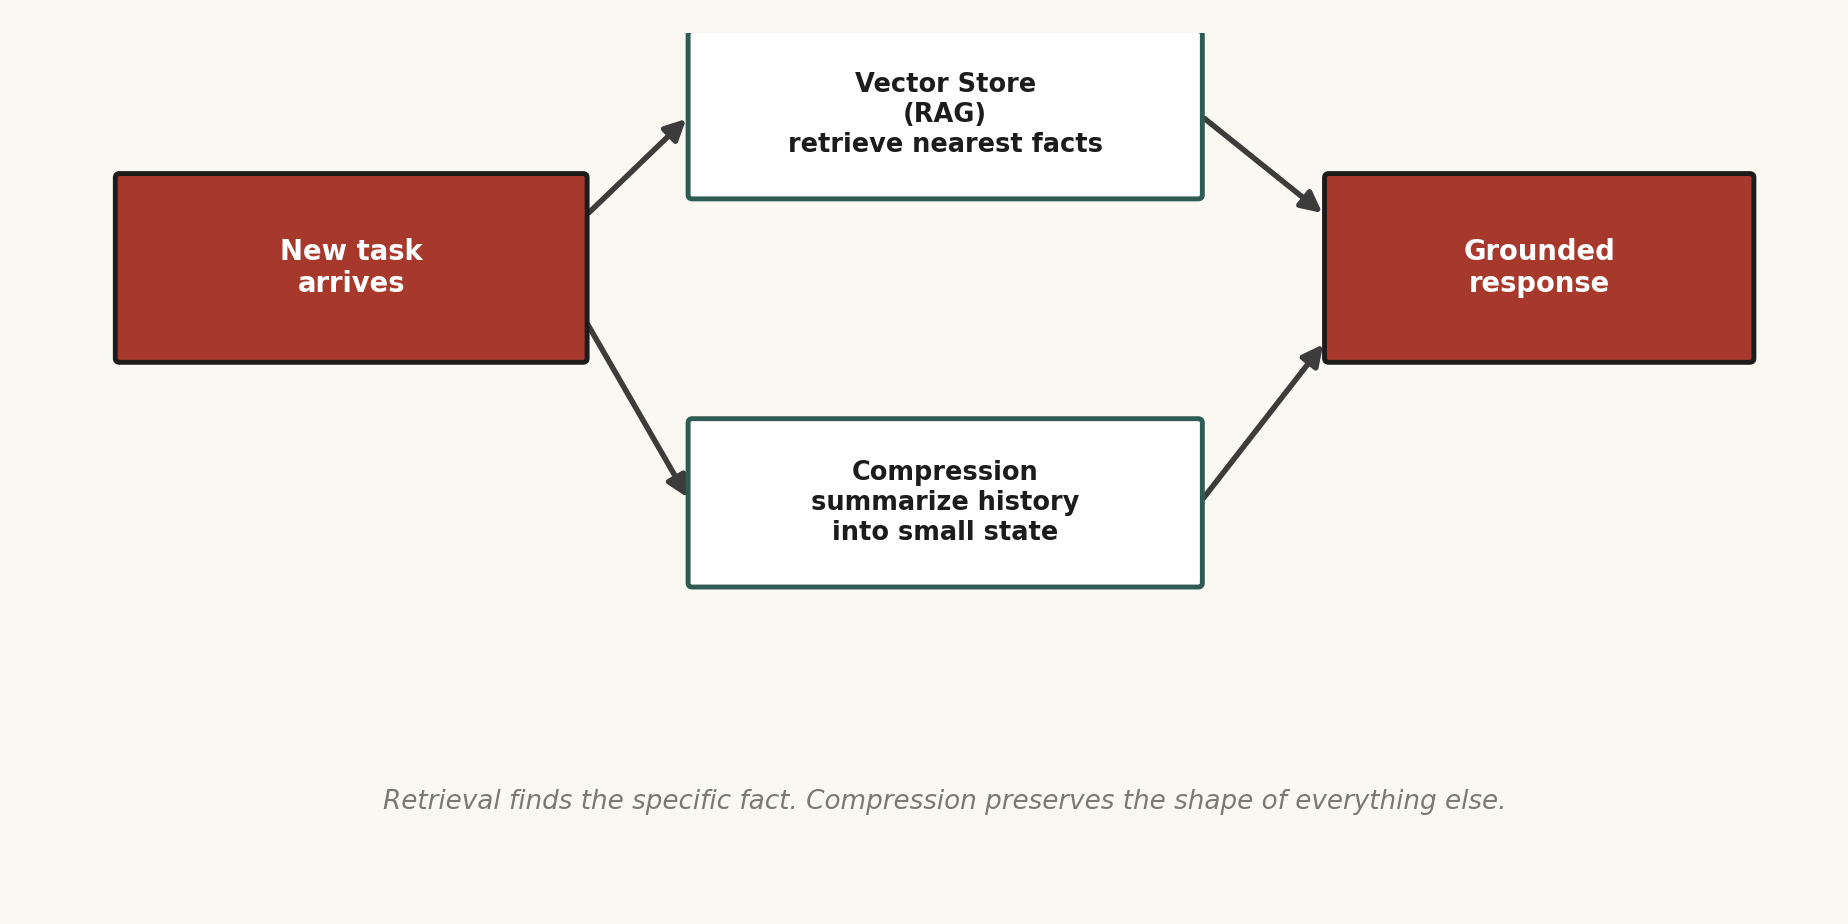 Vector Store
(RAG)
retrieve nearest facts
New task
arrives
Grounded
response
Compression
summarize history
into small state
Retrieval finds the specific fact. Compression preserves the shape of everything else.